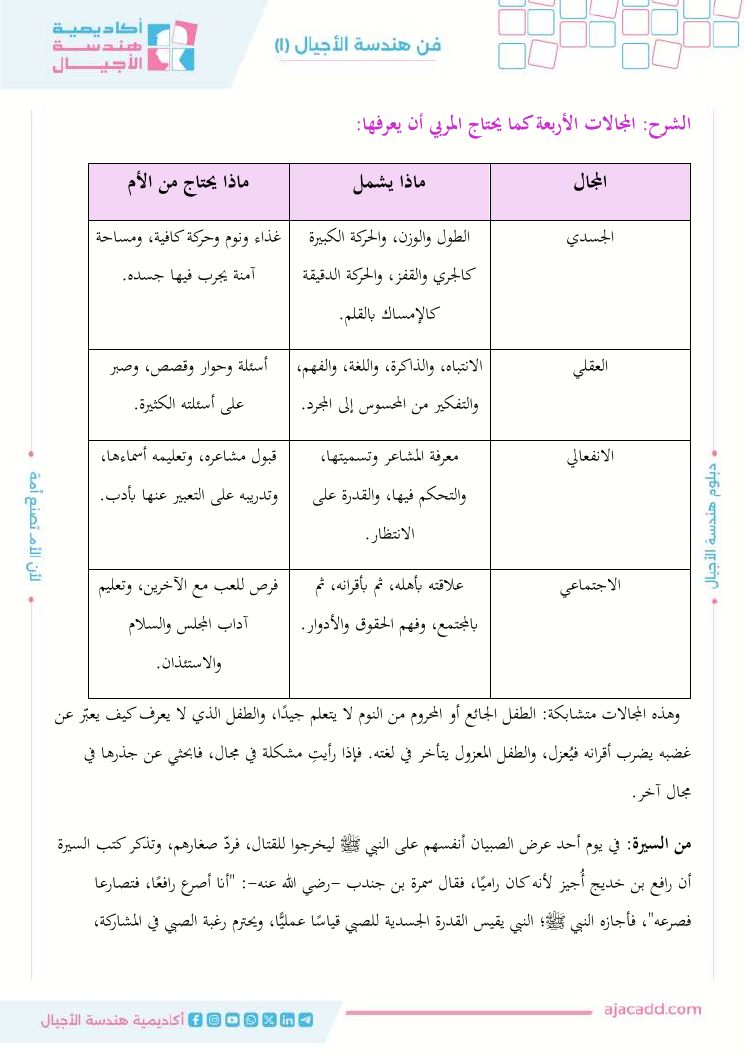 أكاديمية
هندسة
الأجيال
فن هندسة الأجيال (١)
الشرح: المجالات الأربعة كما يحتاج المربي أن يعرفها:
المجال
ماذا يشمل
ماذا يحتاج من الأم
الجسدي
الطول والوزن، والحركة الكبيرة
كالجري والقفز، والحركة الدقيقة
كالإمساك بالقلم.
غذاء ونوم وحركة كافية، ومساحة
آمنة يجرب فيها جسده.
العقلي
الانتباه، والذاكرة، واللغة، والفهم،
والتفكير من المحسوس إلى المجرد.
أسئلة وحوار وقصص، وصبر
على أسئلته الكثيرة.
الانفعالي
معرفة المشاعر وتسميتها،
والتحكم فيها، والقدرة على
الانتظار.
قبول مشاعره، وتعليمه أسماءها،
وتدريبه على التعبير عنها بأدب.
الاجتماعي
علاقته بأهله، ثم بأقرانه، ثم
بالمجتمع، وفهم الحقوق والأدوار.
فرص للعب مع الآخرين، وتعليم
آداب المجلس والسلام
والاستئذان.
وهذه المجالات متشابكة: الطفل الجائع أو المحروم من النوم لا يتعلم جيدًا، والطفل الذي لا يعرف كيف يعبّر عن
غضبه يضرب أقرانه فيُعزل، والطفل المعزول يتأخر في لغته. فإذا رأيتِ مشكلة في مجال، فابحثي عن جذرها في
مجال آخر.
من السيرة: في يوم أحد عرض الصبيان أنفسهم على النبي ﷺ ليخرجوا للقتال، فردّ صغارهم، وتذكر كتب السيرة
أن رافع بن خديج أُجيز لأنه كان راميًا، فقال سمرة بن جندب –رضي الله عنه–: "أنا أصرع رافعًا، فتصارعا
فصرعه"، فأجازه النبي ﷺ؛ النبي يقيس القدرة الجسدية للصبي قياسًا عمليًّا، ويحترم رغبة الصبي في المشاركة،
دبلوم هندسة الأجيال
لأن الأم تصنع أمة
ajacadd.com
أكاديمية هندسة الأجيال